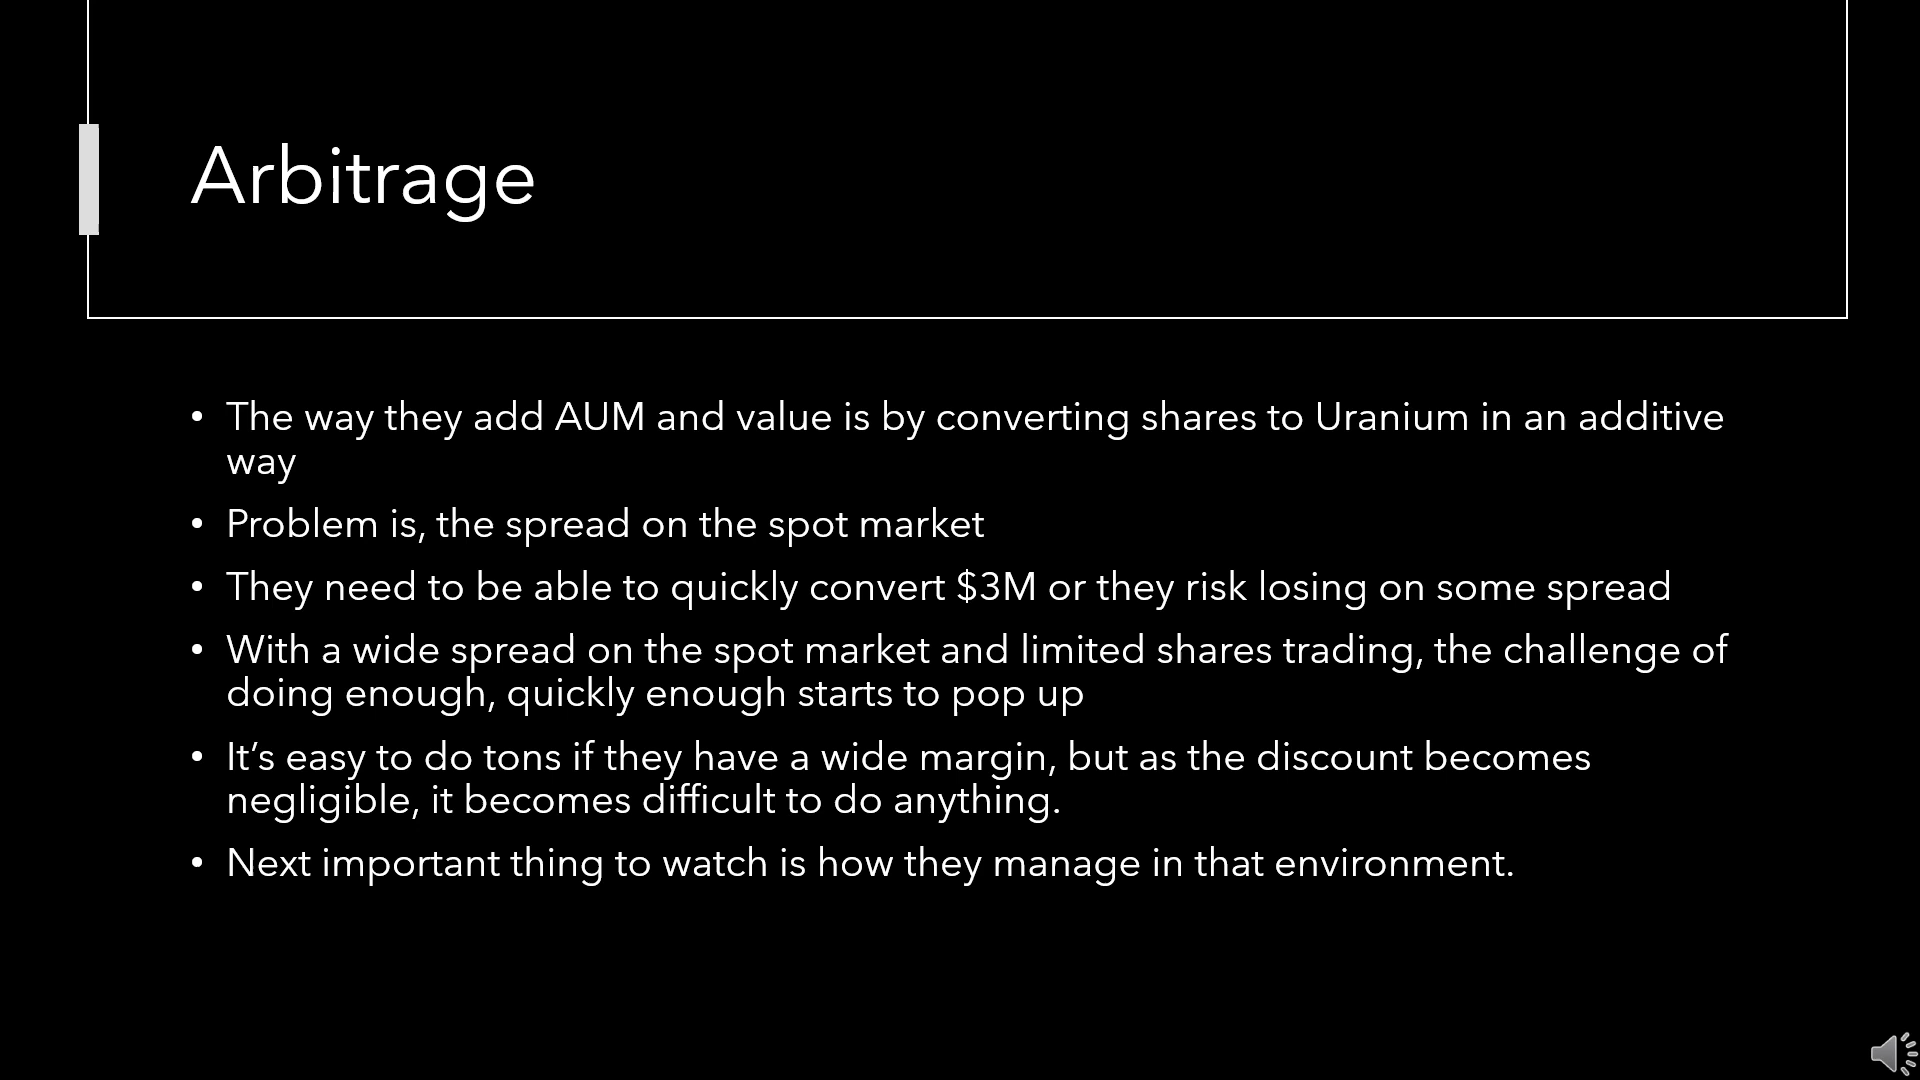 Arbitrage
• The way they add AUM and value is by converting shares to Uranium in an additive
way
• Problem is, the spread on the spot market
• They need to be able to quickly convert $3M or they risk losing on some spread
• With a wide spread on the spot market and limited shares trading, the challenge of
doing enough, quickly enough starts to pop up
• It’s easy to do tons if they have a wide margin, but as the discount becomes
negligible, it becomes difficult to do anything.
• Next important thing to watch is how they manage in that environment.